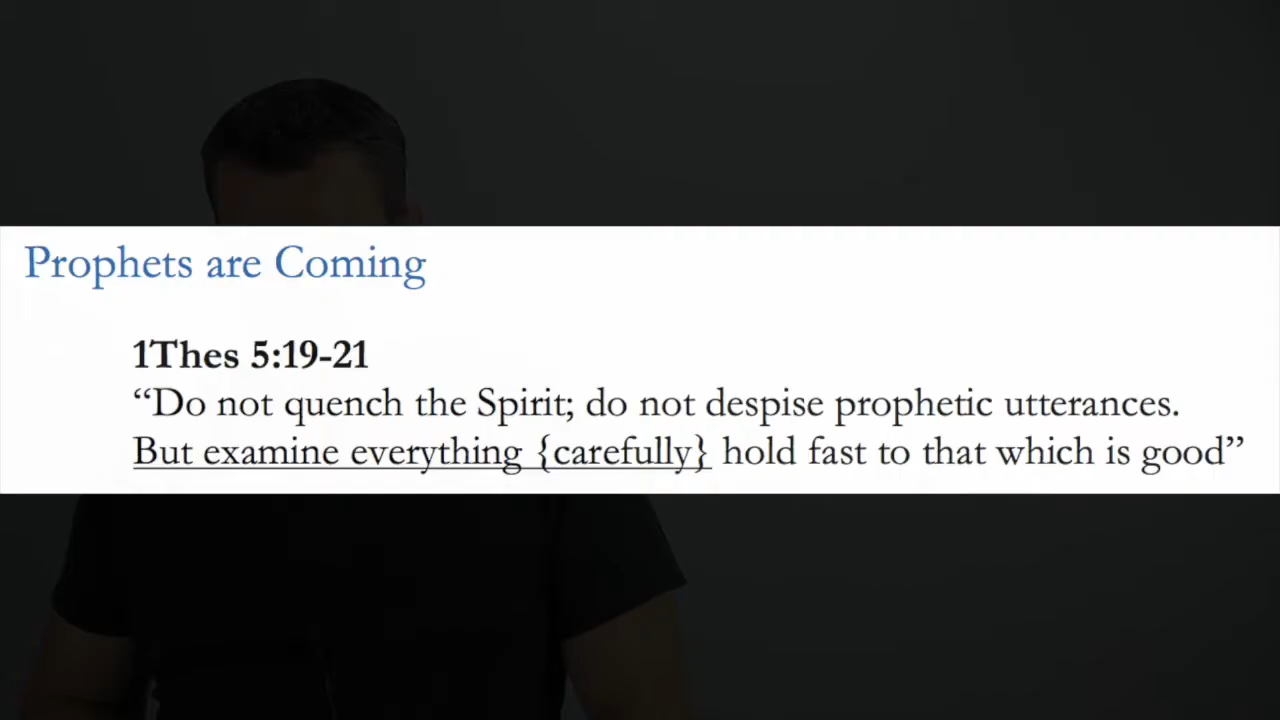 Prophets are Coming
1Thes 5:19-21
“Do not quench the Spirit; do not despise prophetic utterances.
But examine everything {carefully} hold fast to that which is good”